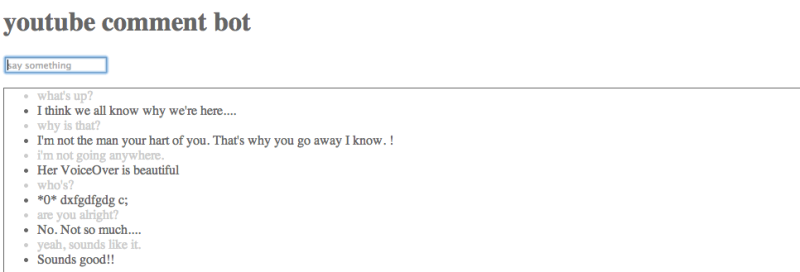 youtube comment bot
say something
what's up?
I think we all know why we're here....
why is that?
I'm not the man your hart of you. That's why you go away I know. !
i'm not going anywhere.
Her VoiceOver is beautiful
who's?
*0* dxfgdfgdg c;
are you alright?
No. Not so much....
yeah, sounds like it.
Sounds good!!